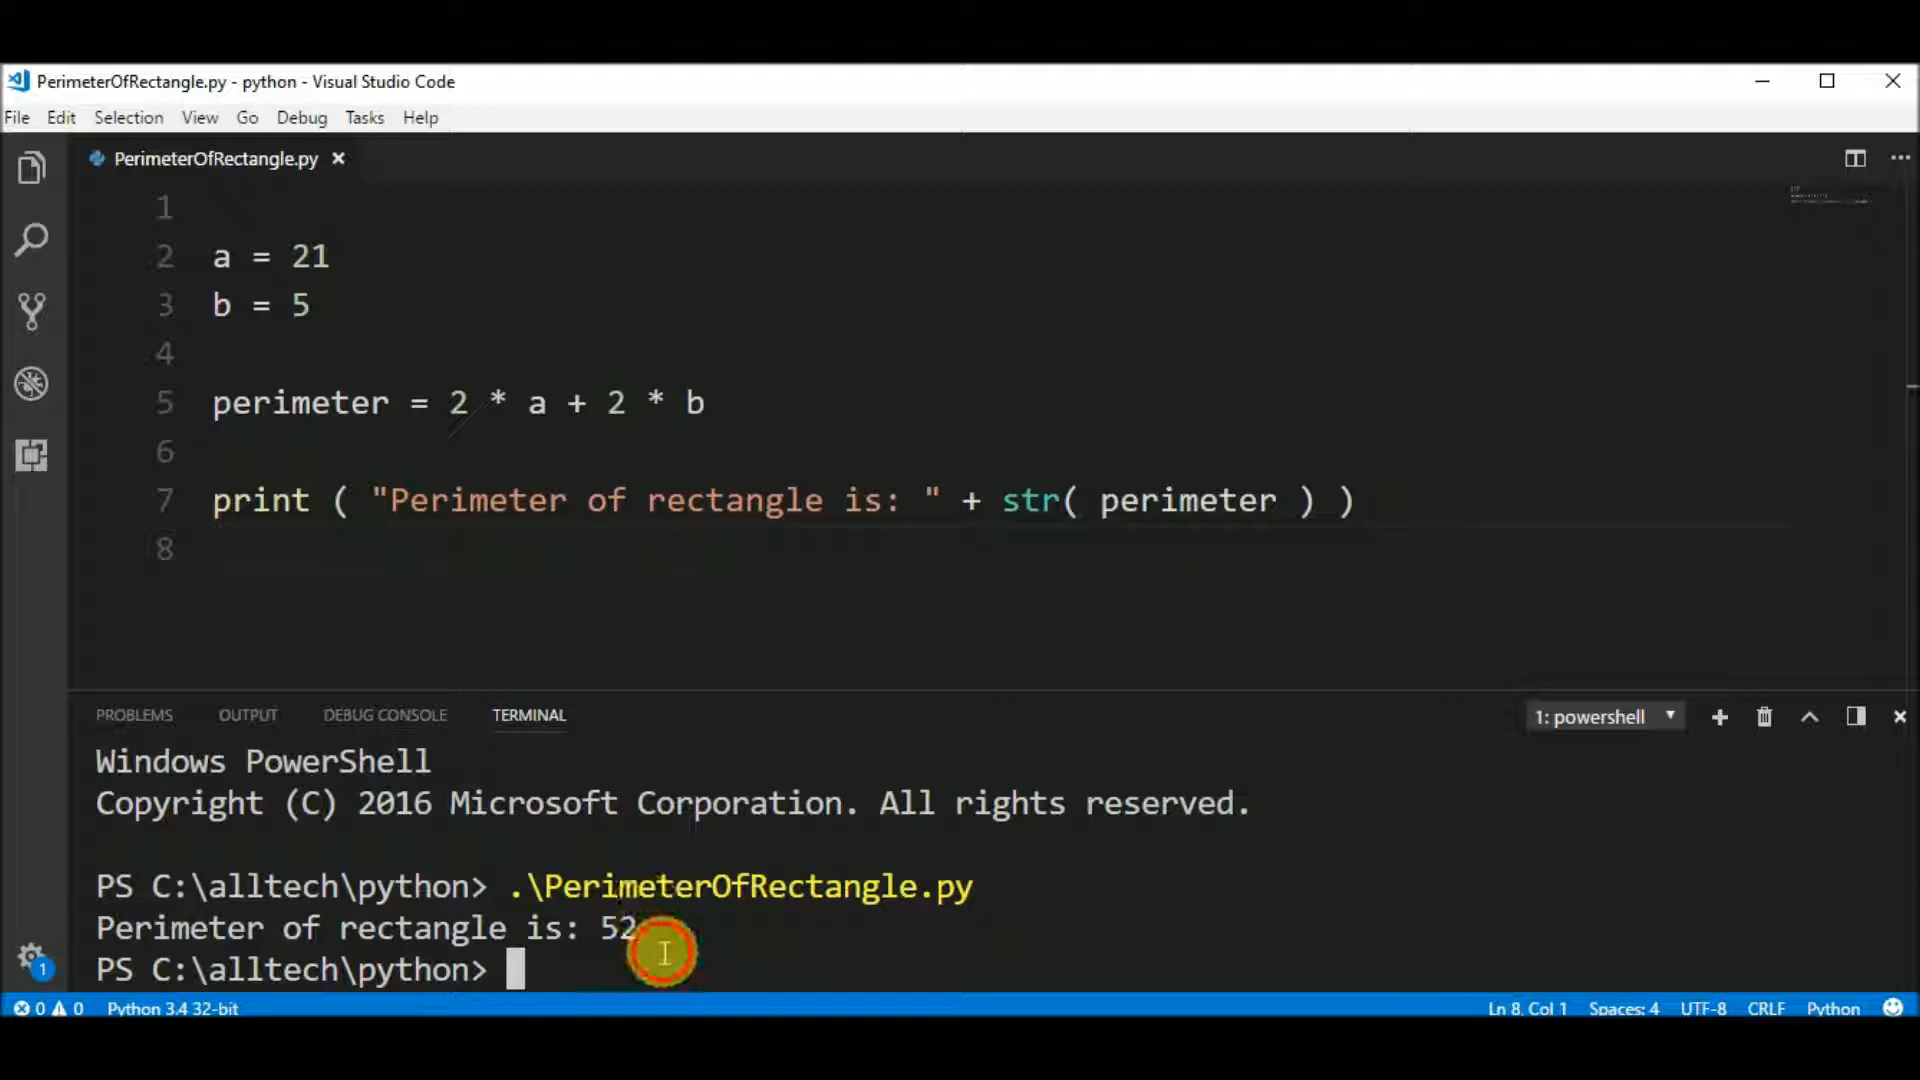 PerimeterOfRectangle.py - python - Visual Studio Code
File Edit Selection View Go Debug Tasks Help
PerimeterOfRectangle.py
1
2 a = 21
3 b = 5
4
5 perimeter = 2 * a + 2 * b
6
7 print ( "Perimeter of rectangle is: " + str( perimeter ) )
8
PROBLEMS OUTPUT DEBUG CONSOLE TERMINAL 1: powershell
Windows PowerShell
Copyright (C) 2016 Microsoft Corporation. All rights reserved.
PS C:\alltech\python> .\PerimeterOfRectangle.py
Perimeter of rectangle is: 52
PS C:\alltech\python>
1
0 0 Python 3.4 32-bit Ln 8, Col 1 Spaces: 4 UTF-8 CRLF Python